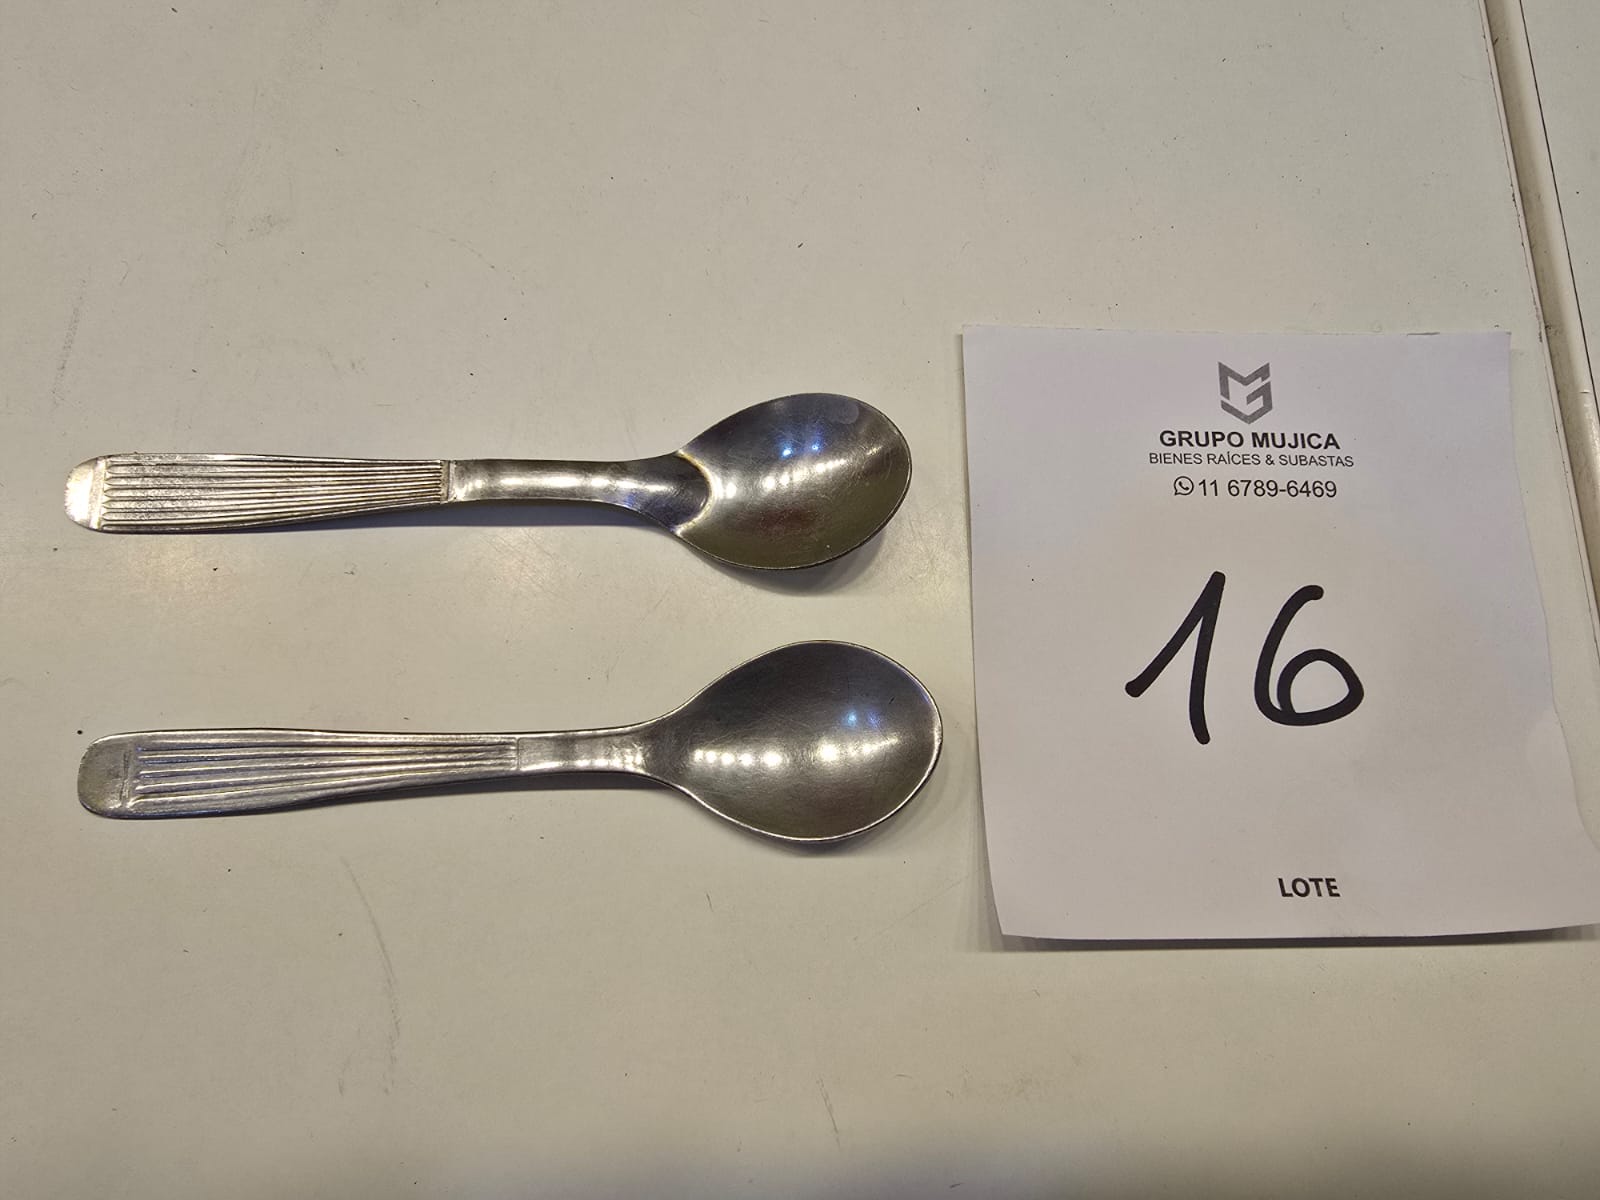 GRUPO MUJICA
BIENES RAÍCES & SUBASTAS
11 6789-6469
16
LOTE